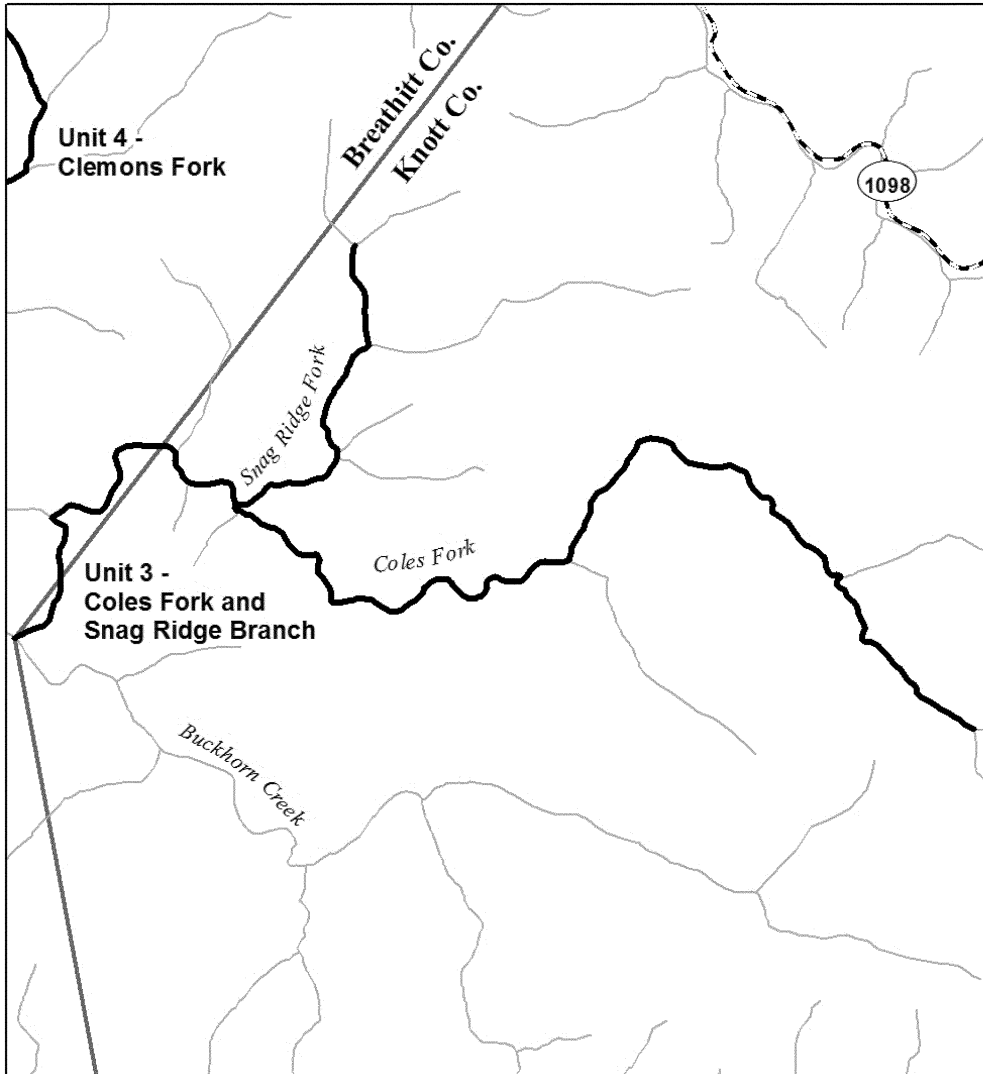 Breathitt Co.
Knott Co.
Unit 4 -
Clemons Fork
1098
Snag Ridge Fork
Coles Fork
Unit 3 -
Coles Fork and
Snag Ridge Branch
Buckhorn Creek